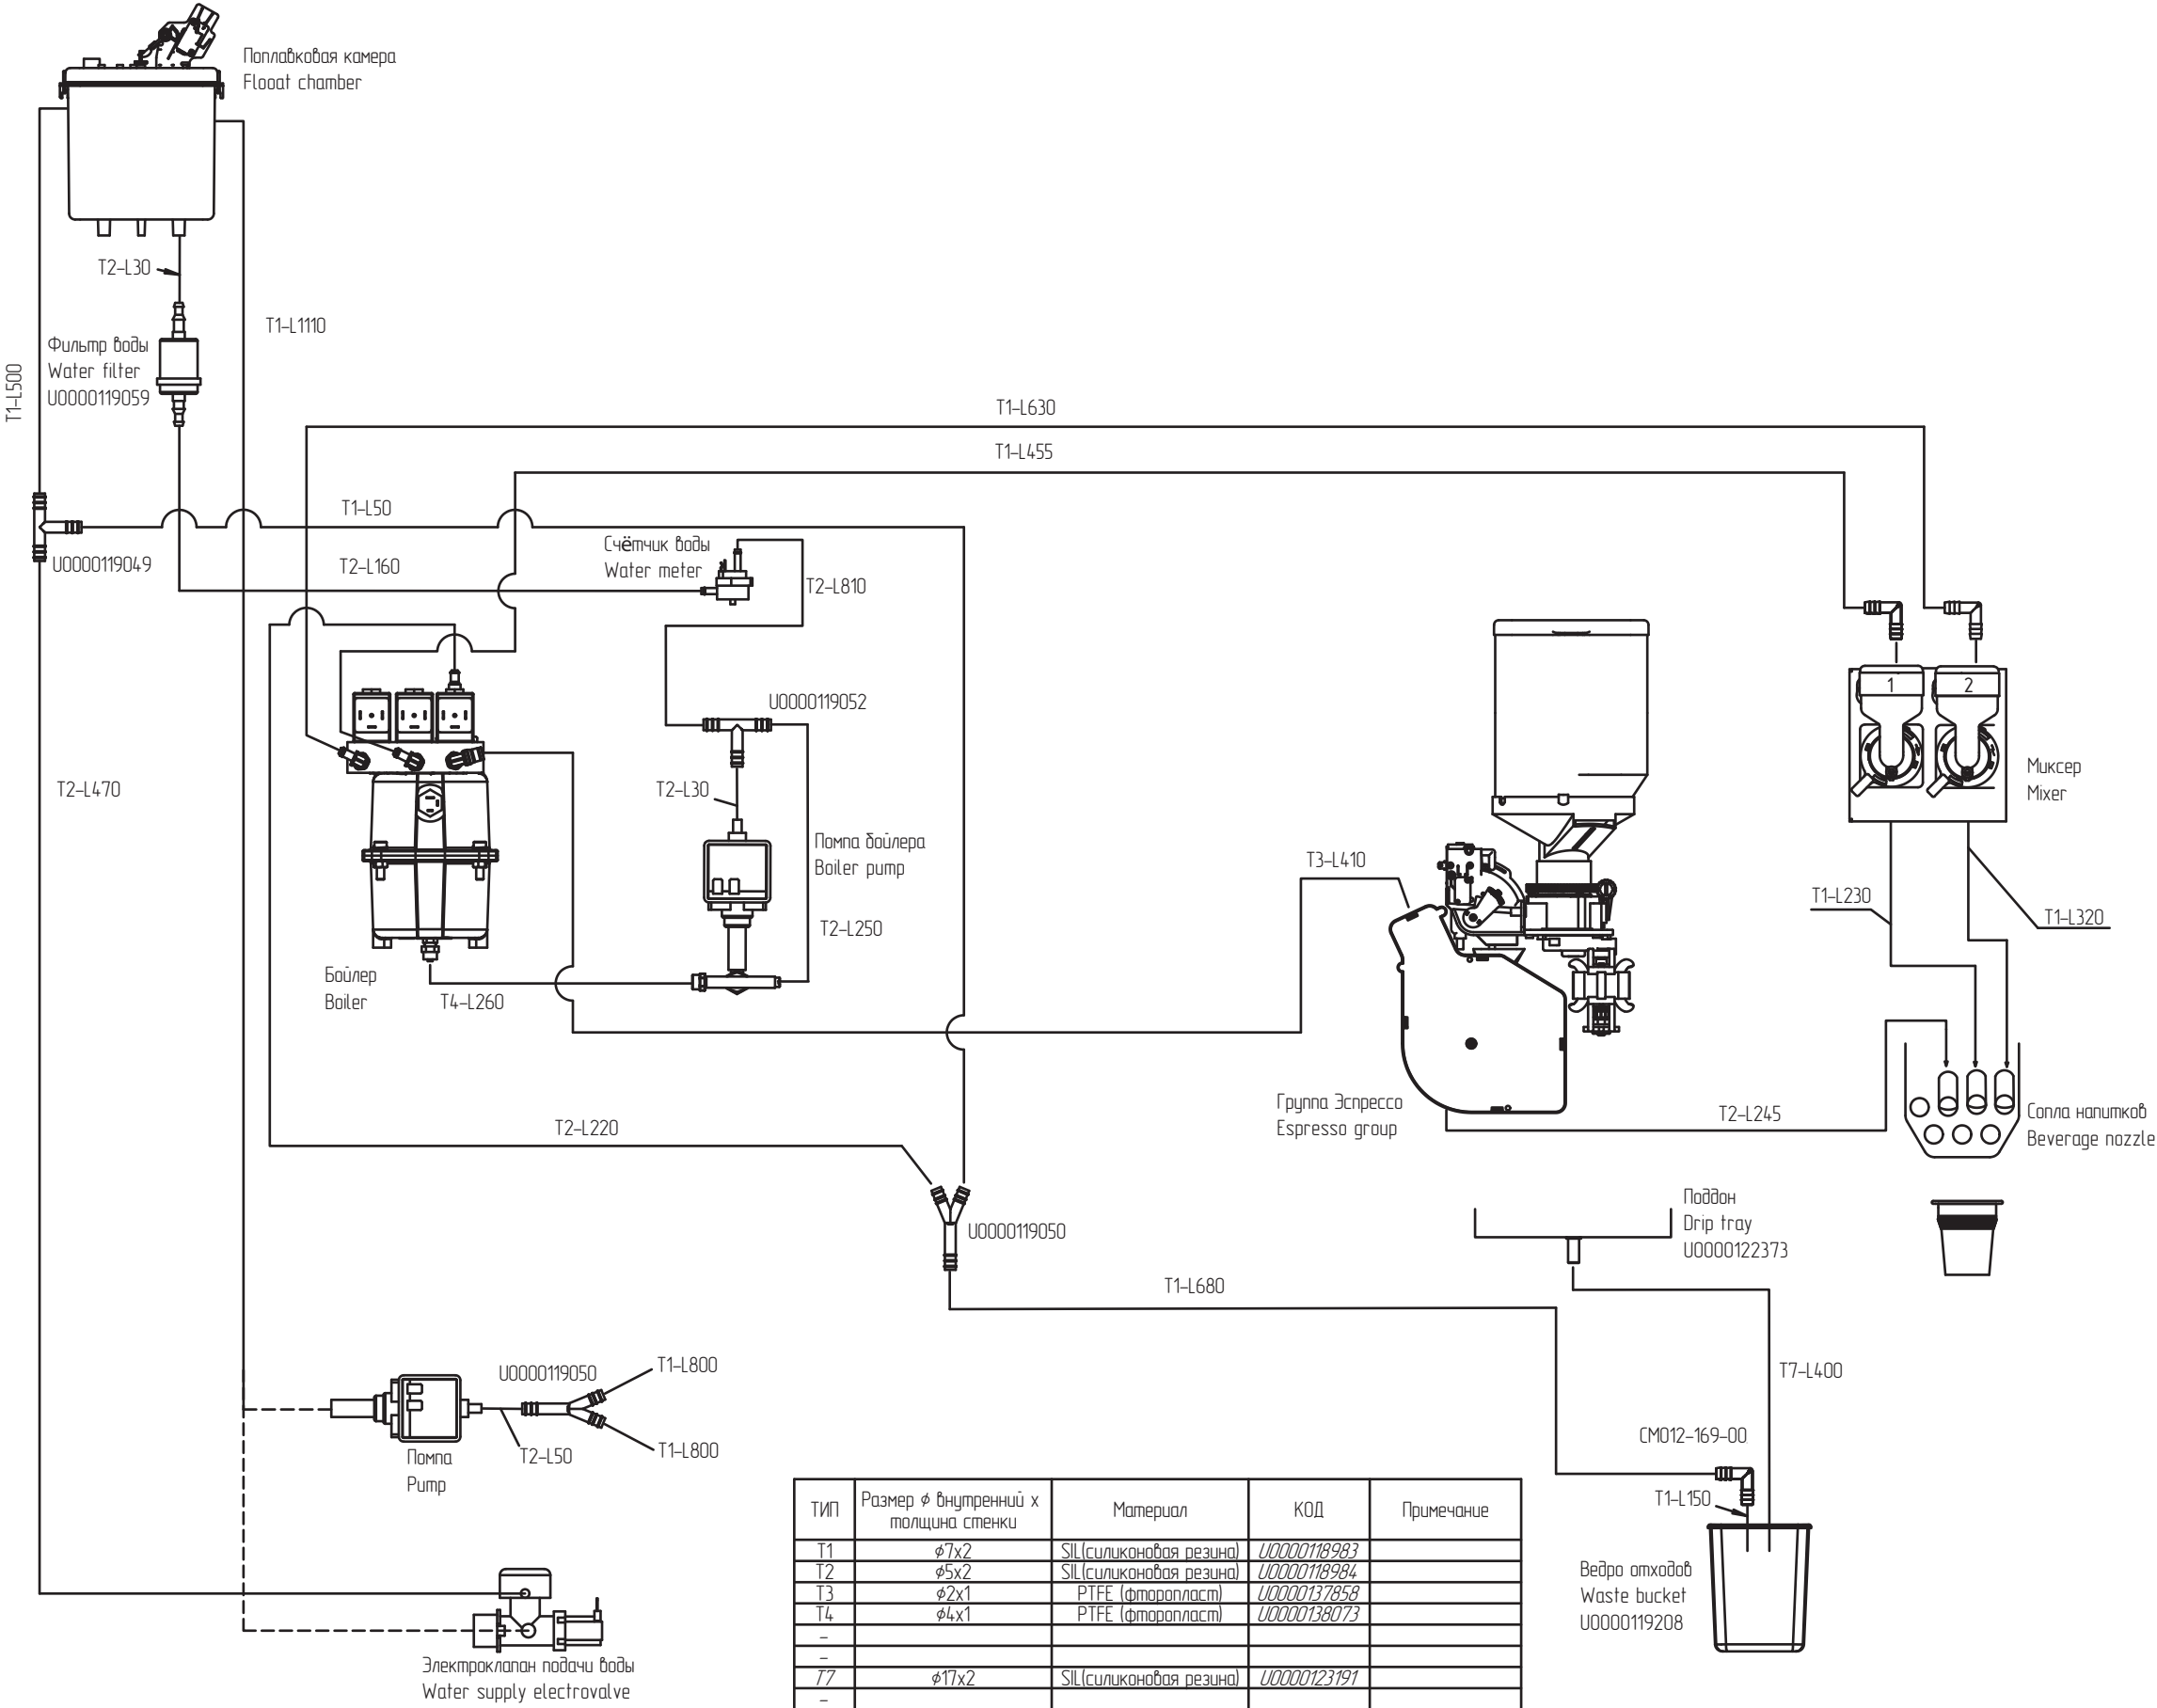 Поплавковая камера
Flooat chamber
T2-L30
T1-L1110
Фильтр воды
Water filter
U0000119059
T1-L500
T1-L630
T1-L455
T1-L50
U0000119049
T2-L160
Счётчик воды
Water meter
T2-L810
U0000119052
1
2
Миксер
Mixer
T2-L470
T2-L30
Помпа бойлера
Boiler pump
T3-L410
T1-L230
T1-L320
T2-L250
Бойлер
Boiler
T4-L260
Группа Эспрессо
Espresso group
T2-L245
Сопла напитков
Beverage nozzle
T2-L220
U0000119050
Поддон
Drip tray
U0000122373
T1-L680
T7-L400
U0000119050
T1-L800
T1-L800
T2-L50
Помпа
Pump
CM012-169-00
T1-L150
Ведро отходов
Waste bucket
U0000119208
Электроклапан подачи воды
Water supply electrovalve
ТИП Размер ϕ внутренний x толщина стенки Материал КОД Примечание
T1 ϕ7x2 SIL(силиконовая резина) U0000118983
T2 ϕ5x2 SIL(силиконовая резина) U0000118984
T3 ϕ2x1 PTFE (фторопласт) U0000137858
T4 ϕ4x1 PTFE (фторопласт) U0000138073
-
-
T7 ϕ17x2 SIL(силиконовая резина) U0000123191
-